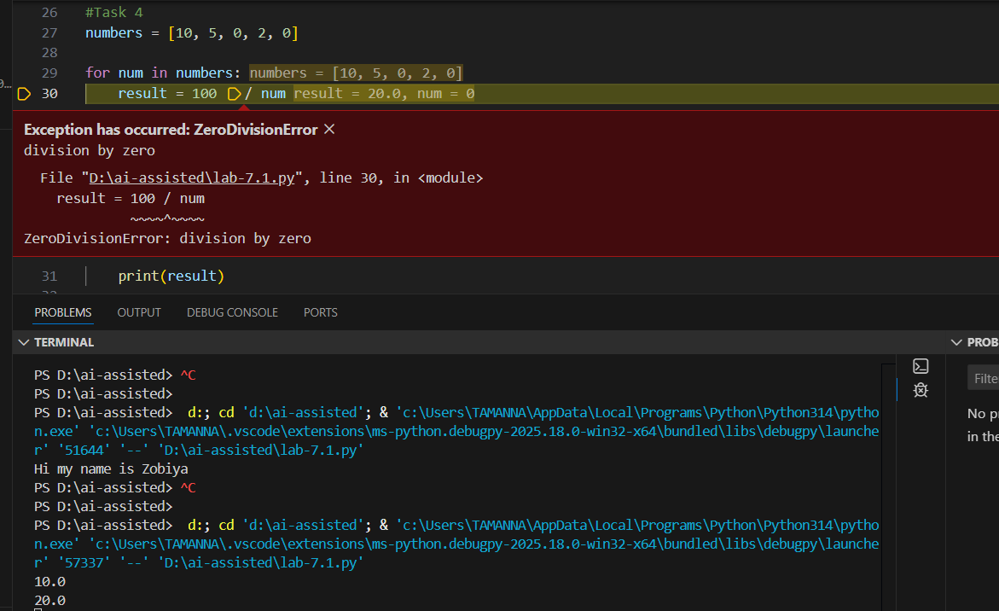 26 #Task 4
27 numbers = [10, 5, 0, 2, 0]
28
29 for num in numbers: numbers = [10, 5, 0, 2, 0]
0...
30 result = 100 / num result = 20.0, num = 0
Exception has occurred: ZeroDivisionError ×
division by zero
File "D:\ai-assisted\lab-7.1.py", line 30, in <module>
result = 100 / num
~~~~^~~~~
ZeroDivisionError: division by zero
31 print(result)
PROBLEMS OUTPUT DEBUG CONSOLE PORTS
TERMINAL
PS D:\ai-assisted> ^C
PS D:\ai-assisted>
PS D:\ai-assisted> d:; cd 'd:\ai-assisted'; & 'c:\Users\TAMANNA\AppData\Local\Programs\Python\Python314\pytho
n.exe' 'c:\Users\TAMANNA\.vscode\extensions\ms-python.debugpy-2025.18.0-win32-x64\bundled\libs\debugpy\launche
r' '51644' '--' 'D:\ai-assisted\lab-7.1.py'
Hi my name is Zobiya
PS D:\ai-assisted> ^C
PS D:\ai-assisted>
PS D:\ai-assisted> d:; cd 'd:\ai-assisted'; & 'c:\Users\TAMANNA\AppData\Local\Programs\Python\Python314\pytho
n.exe' 'c:\Users\TAMANNA\.vscode\extensions\ms-python.debugpy-2025.18.0-win32-x64\bundled\libs\debugpy\launche
r' '57337' '--' 'D:\ai-assisted\lab-7.1.py'
10.0
20.0
PROB
Filte
No p
in the